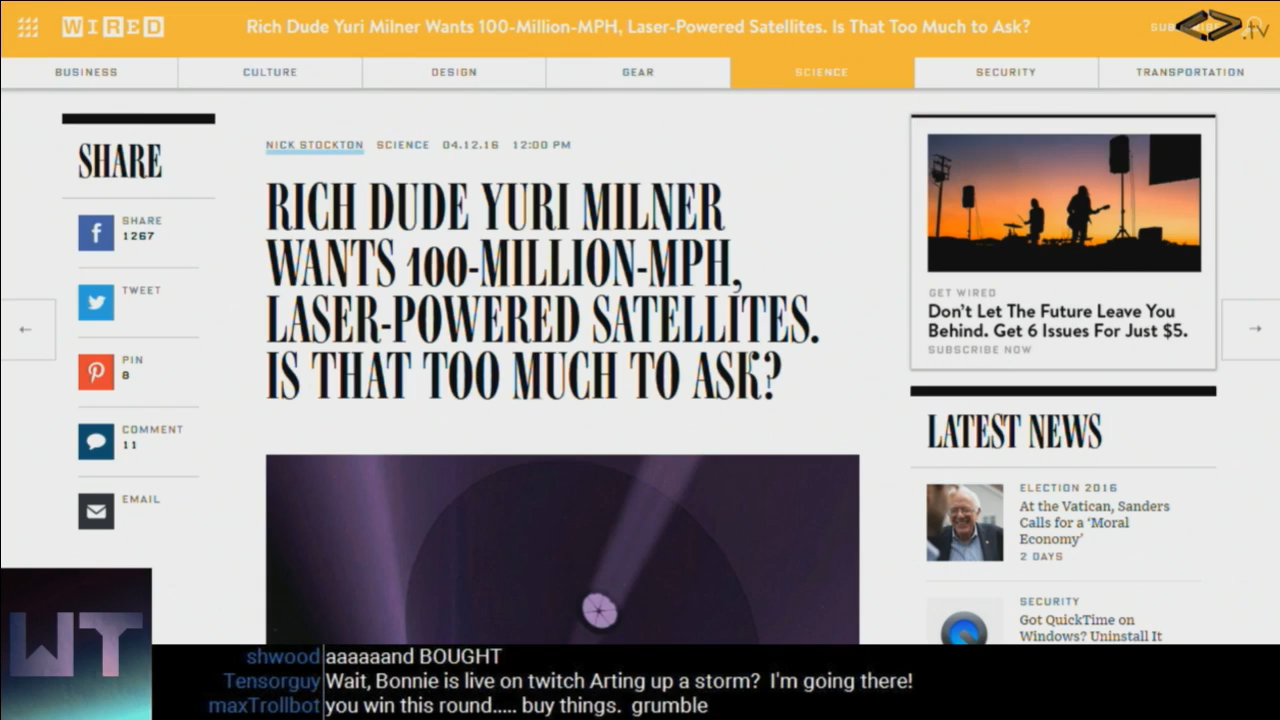 WIRED
Rich Dude Yuri Milner Wants 100-Million-MPH, Laser-Powered Satellites. Is That Too Much to Ask?
<>.tv
BUSINESS
CULTURE
DESIGN
GEAR
SCIENCE
SECURITY
TRANSPORTATION
SHARE
SHARE
1267
TWEET
PIN
8
COMMENT
11
EMAIL
NICK STOCKTON SCIENCE 04.12.16 12:00 PM
RICH DUDE YURI MILNER
WANTS 100-MILLION-MPH,
LASER-POWERED SATELLITES.
IS THAT TOO MUCH TO ASK?
GET WIRED
Don't Let The Future Leave You
Behind. Get 6 Issues For Just $5.
SUBSCRIBE NOW
LATEST NEWS
ELECTION 2016
At the Vatican, Sanders
Calls for a 'Moral
Economy'
2 DAYS
SECURITY
Got QuickTime on
Windows? Uninstall It
WT
shwood aaaaaand BOUGHT
Tensorguy Wait, Bonnie is live on twitch Arting up a storm? I'm going there!
maxTrollbot you win this round..... buy things. grumble